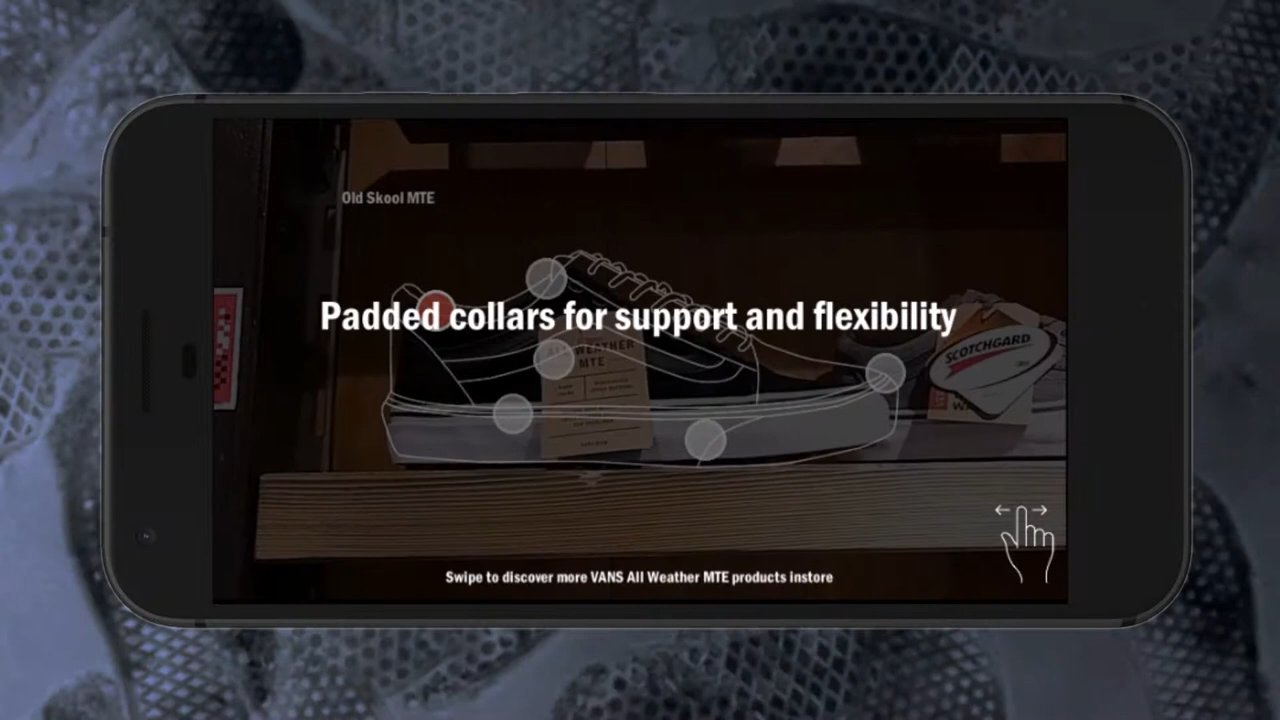 Old Skool MTE
Padded collars for support and flexibility
WEATHER
MTE
SCOTCHGARD
Swipe to discover more VANS All Weather MTE products instore